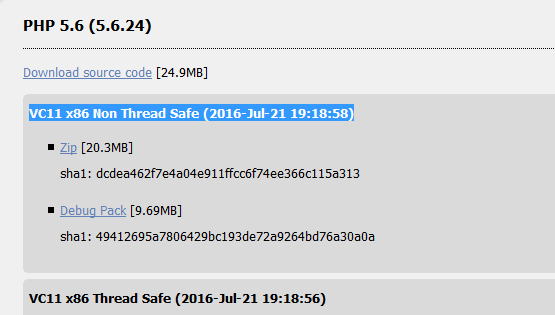 PHP 5.6 (5.6.24)
Download source code [24.9MB]
VC11 x86 Non Thread Safe (2016-Jul-21 19:18:58)
Zip [20.3MB]
sha1: dcdea462f7e4a04e911ffcc6f74ee366c115a313
Debug Pack [9.69MB]
sha1: 49412695a7806429bc193de72a9264bd76a30a0a
VC11 x86 Thread Safe (2016-Jul-21 19:18:56)